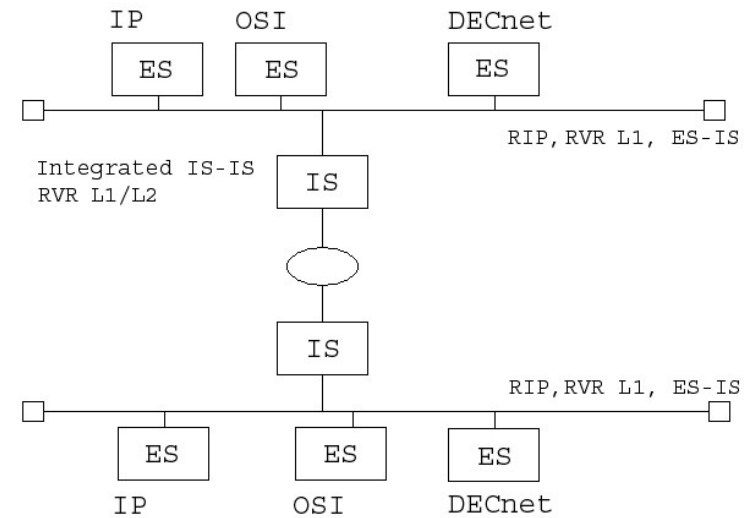 IP OSI DECnet
ES ES ES
RIP,RVR L1, ES-IS
Integrated IS-IS
RVR L1/L2
IS
IS
RIP,RVR L1, ES-IS
ES ES ES
IP OSI DECnet